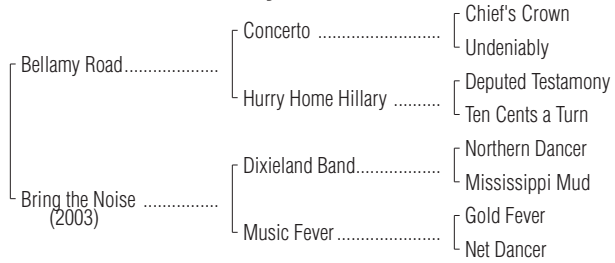 Chief's Crown
Concerto ........................
Undeniably
Bellamy Road...................
Deputed Testamony
Hurry Home Hillary ..........
Ten Cents a Turn
Northern Dancer
Dixieland Band.................
Mississippi Mud
Bring the Noise ...............
(2003)
Gold Fever
Music Fever.....................
Net Dancer